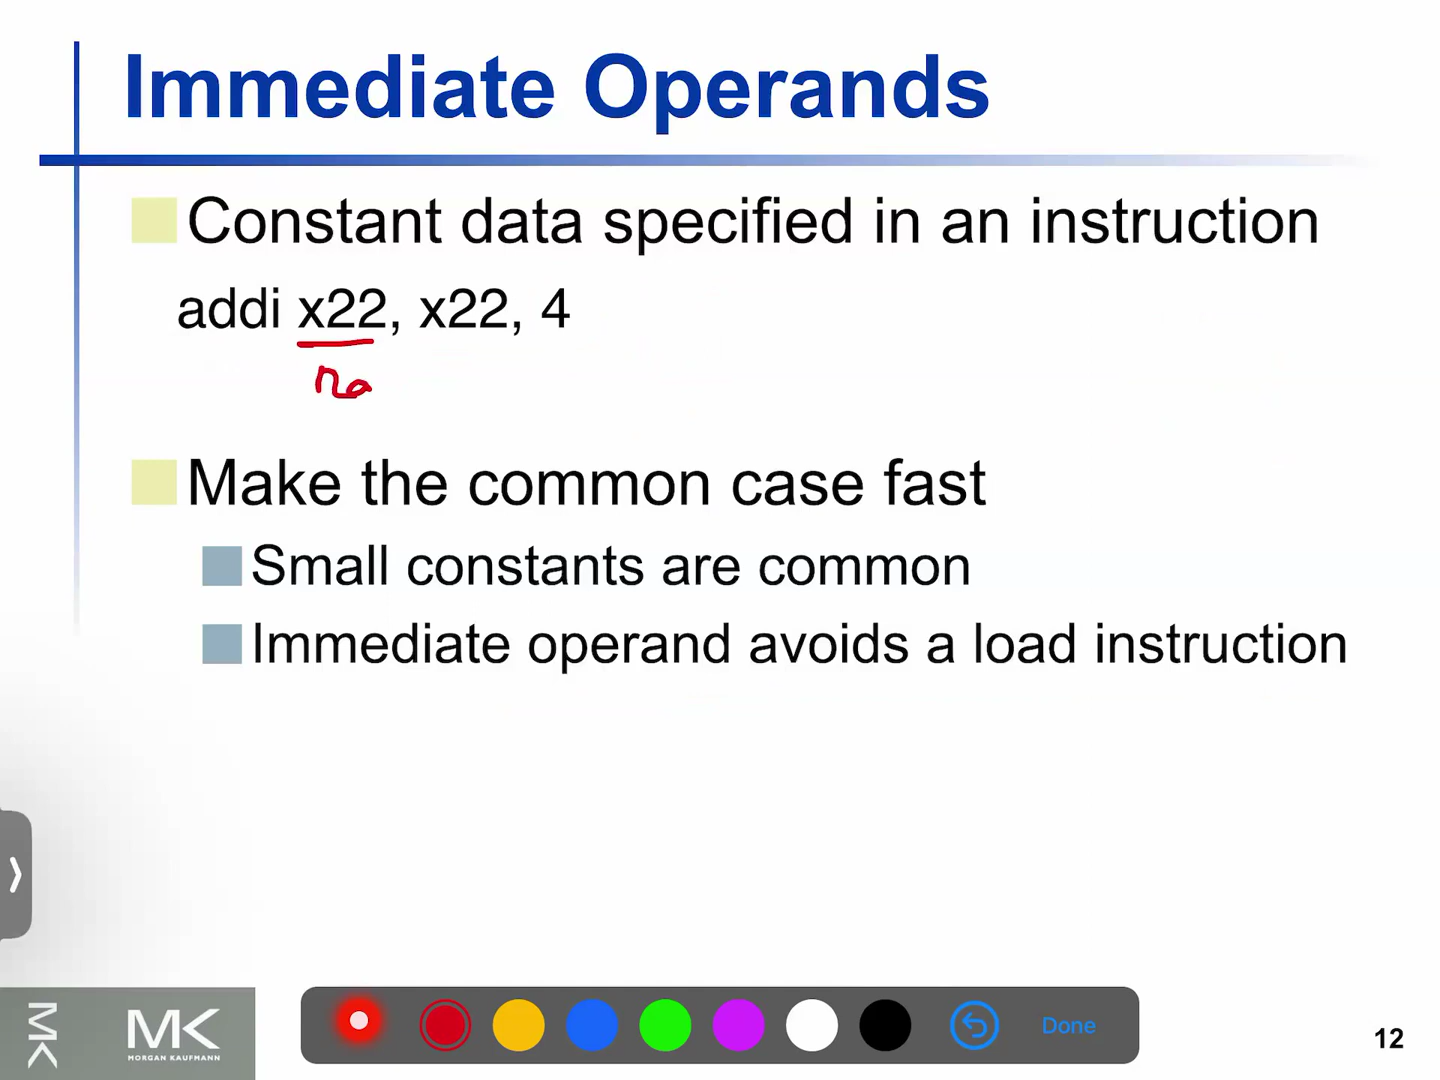 Immediate Operands
Constant data specified in an instruction
addi x22, x22, 4
Make the common case fast
Small constants are common
Immediate operand avoids a load instruction
MK
MK
MORGAN KAUFMANN
Done
12